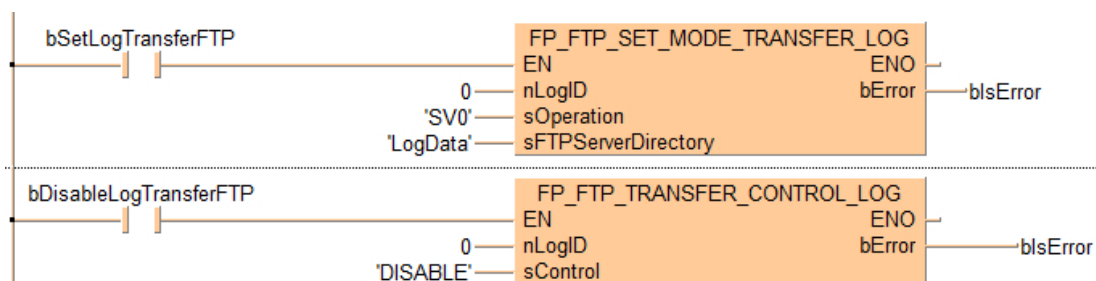 bSetLogTransferFTP FP_FTP_SET_MODE_TRANSFER_LOG
EN ENO
0 nLogID bError bIsError
'SV0' sOperation
'LogData' sFTPServerDirectory
bDisableLogTransferFTP FP_FTP_TRANSFER_CONTROL_LOG
EN ENO
0 nLogID bError bIsError
'DISABLE' sControl